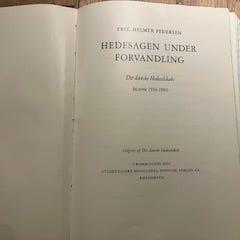 ERIK HELMER PEDERSEN
HEDESAGEN UNDER
FORVANDLING
Det danske Hedeselskabs
historie 1914-1966
Udgivet af Det danske Hedeselskab
I KOMMISSION HOS
GYLDENDALSKE BOGHANDEL, NORDISK FORLAG A.S
KØBENHAVN